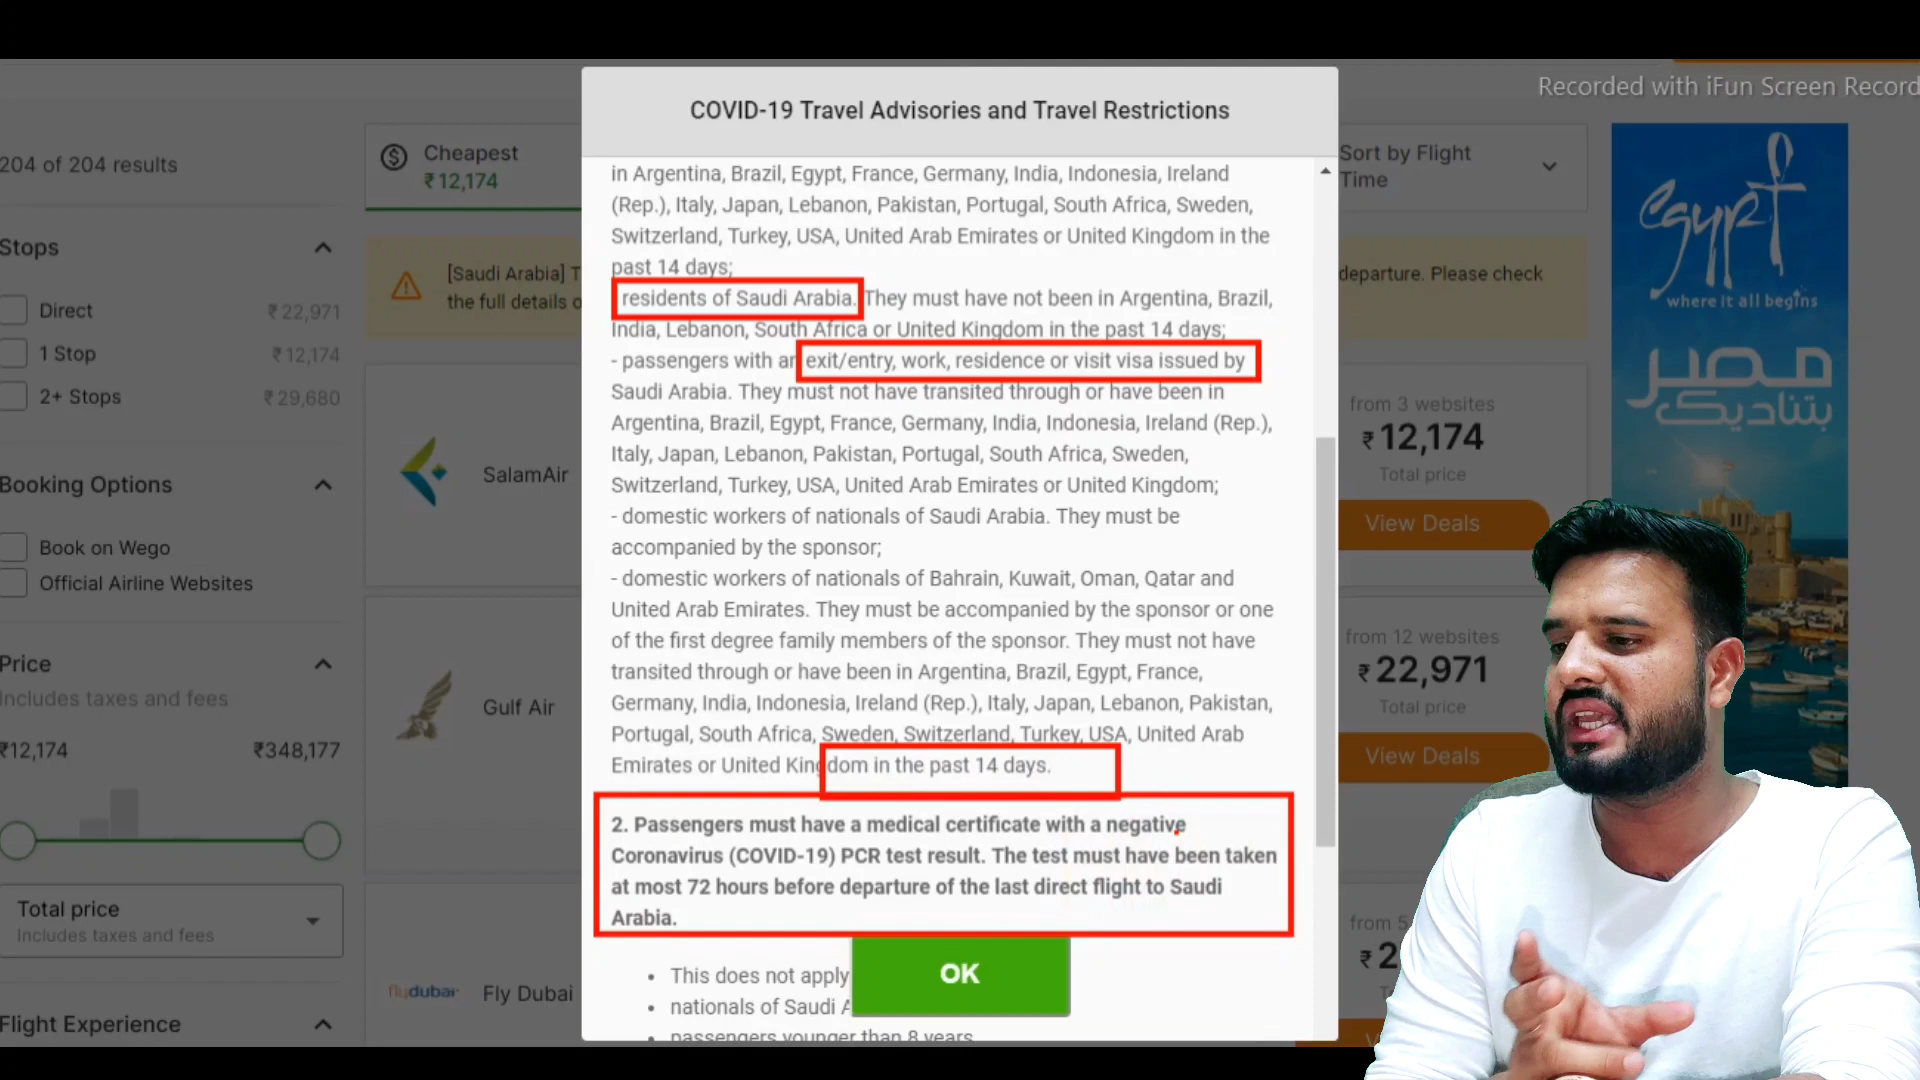 Recorded with iFun Screen Record
COVID-19 Travel Advisories and Travel Restrictions
204 of 204 results
Cheapest
₹12,174
Sort by Flight
Time
Stops
Direct ₹22,971
1 Stop ₹12,174
2+ Stops ₹29,680
[Saudi Arabia] T
the full details o
departure. Please check
Booking Options
Book on Wego
Official Airline Websites
Price
Includes taxes and fees
₹12,174 ₹348,177
Total price
Includes taxes and fees
Flight Experience
SalamAir
Gulf Air
flydubai Fly Dubai
in Argentina, Brazil, Egypt, France, Germany, India, Indonesia, Ireland
(Rep.), Italy, Japan, Lebanon, Pakistan, Portugal, South Africa, Sweden,
Switzerland, Turkey, USA, United Arab Emirates or United Kingdom in the
past 14 days;
residents of Saudi Arabia. They must have not been in Argentina, Brazil,
India, Lebanon, South Africa or United Kingdom in the past 14 days;
- passengers with an exit/entry, work, residence or visit visa issued by
Saudi Arabia. They must not have transited through or have been in
Argentina, Brazil, Egypt, France, Germany, India, Indonesia, Ireland (Rep.),
Italy, Japan, Lebanon, Pakistan, Portugal, South Africa, Sweden,
Switzerland, Turkey, USA, United Arab Emirates or United Kingdom;
- domestic workers of nationals of Saudi Arabia. They must be
accompanied by the sponsor;
- domestic workers of nationals of Bahrain, Kuwait, Oman, Qatar and
United Arab Emirates. They must be accompanied by the sponsor or one
of the first degree family members of the sponsor. They must not have
transited through or have been in Argentina, Brazil, Egypt, France,
Germany, India, Indonesia, Ireland (Rep.), Italy, Japan, Lebanon, Pakistan,
Portugal, South Africa, Sweden, Switzerland, Turkey, USA, United Arab
Emirates or United Kingdom in the past 14 days.
2. Passengers must have a medical certificate with a negative
Coronavirus (COVID-19) PCR test result. The test must have been taken
at most 72 hours before departure of the last direct flight to Saudi
Arabia.
• This does not apply
• nationals of Saudi A
• passengers younger than 8 years
OK
from 3 websites
₹12,174
Total price
View Deals
from 12 websites
₹22,971
Total price
View Deals
from 5
₹2
egypt
where it all begins
مصر
بتناديك